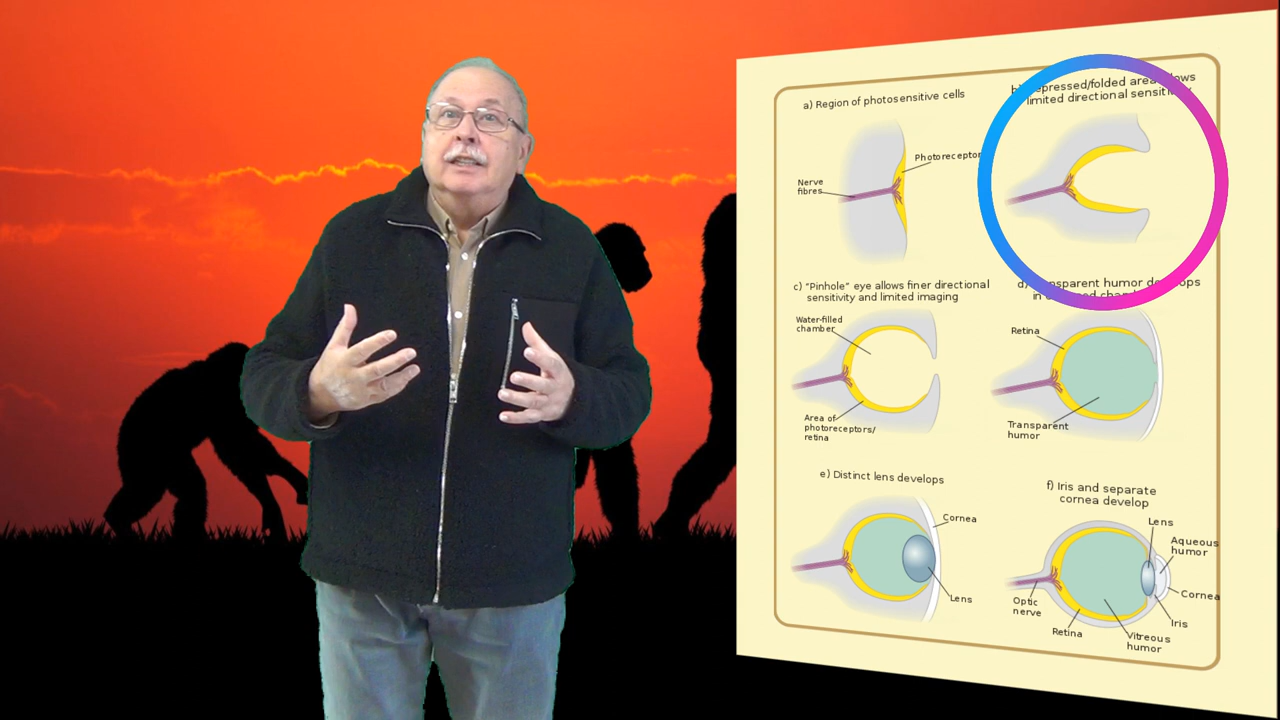 a) Region of photosensitive cells
Photoreceptor
Nerve
fibres
limited directional
c) “Pinhole” eye allows finer directional
sensitivity and limited imaging
Water-filled
chamber
Area of
photoreceptors/
retina
Retina
Transparent
humor
e) Distinct lens develops
Cornea
Lens
f) Iris and separate
cornea develop
Lens
Aqueous
humor
Cornea
Iris
Vitreous
humor
Retina
Optic
nerve